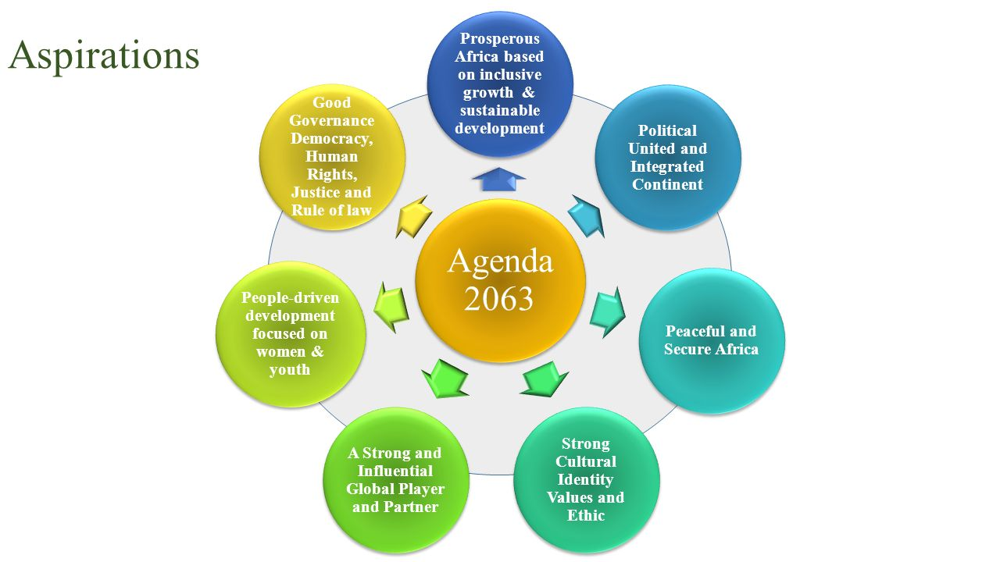 Aspirations
Prosperous
Africa based
on inclusive
growth &
sustainable
development
Political
United and
Integrated
Continent
Peaceful and
Secure Africa
Strong
Cultural
Identity
Values and
Ethic
A Strong and
Influential
Global Player
and Partner
People-driven
development
focused on
women &
youth
Good
Governance
Democracy,
Human
Rights,
Justice and
Rule of law
Agenda
2063